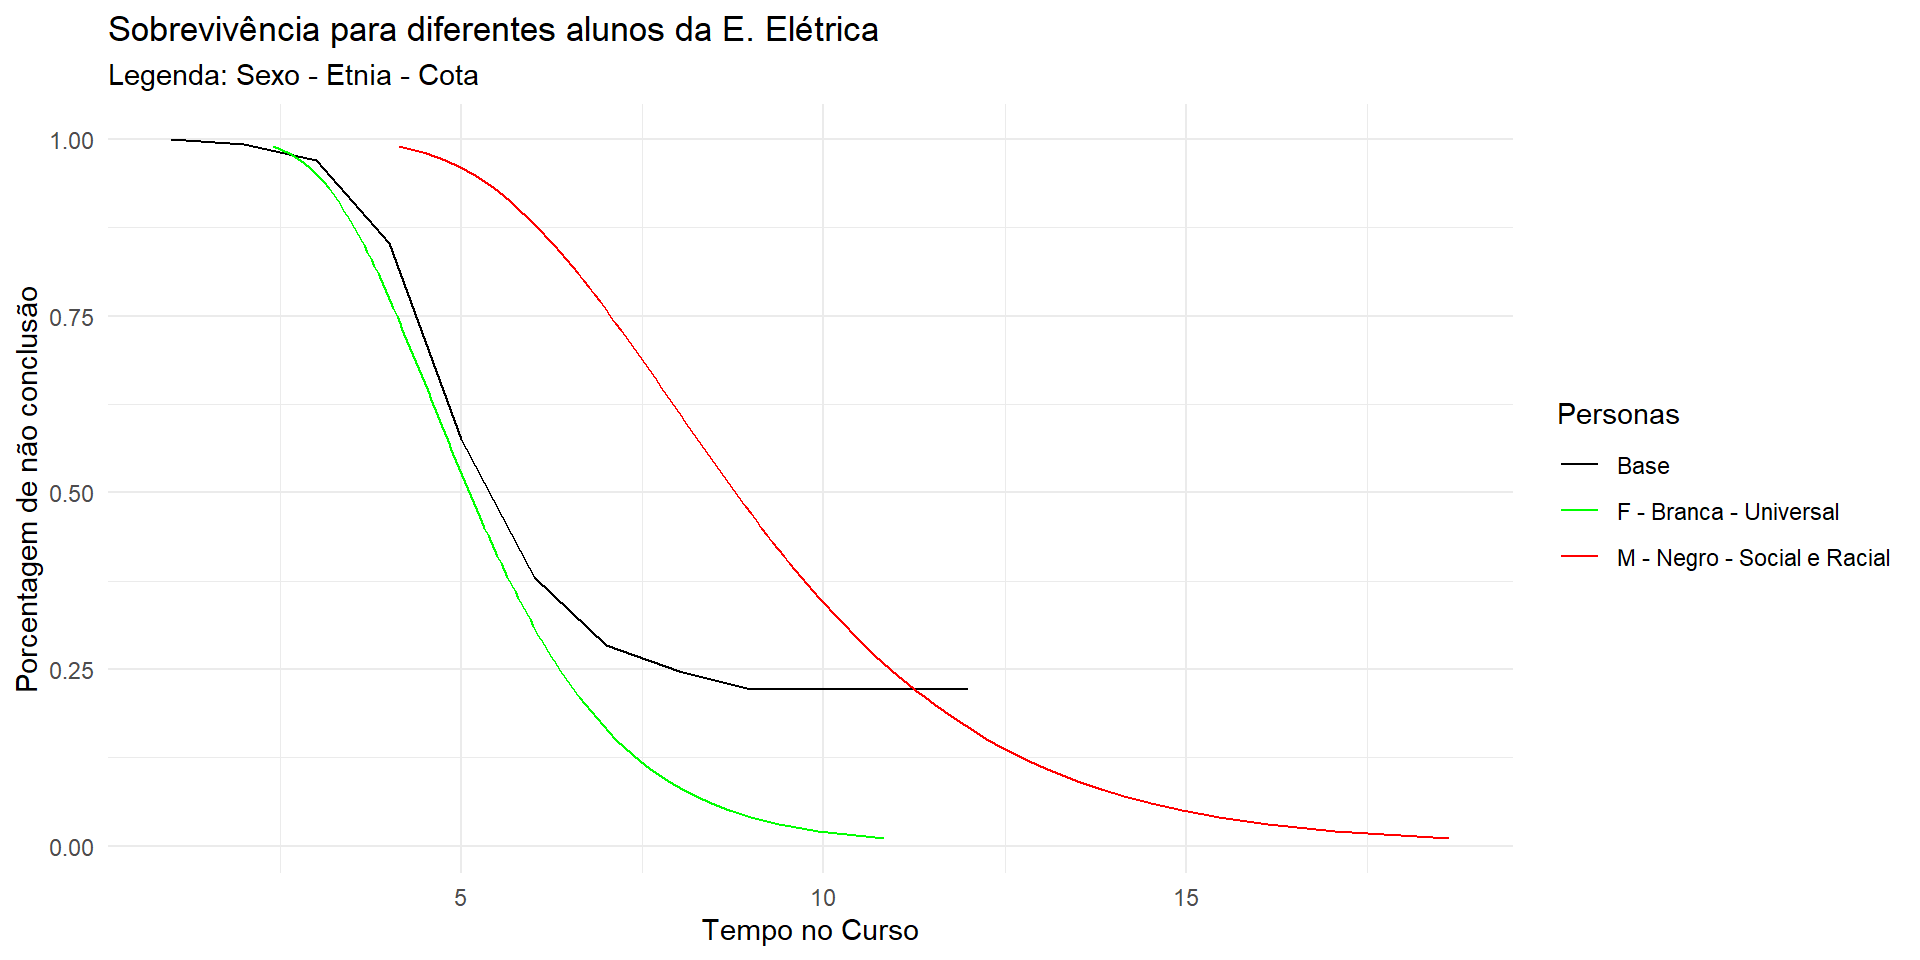 Sobrevivência para diferentes alunos da E. Elétrica
Legenda: Sexo - Etnia - Cota
Porcentagem de não conclusão
1.00
0.75
0.50
0.25
0.00
5
10
15
Tempo no Curso
Personas
Base
F - Branca - Universal
M - Negro - Social e Racial